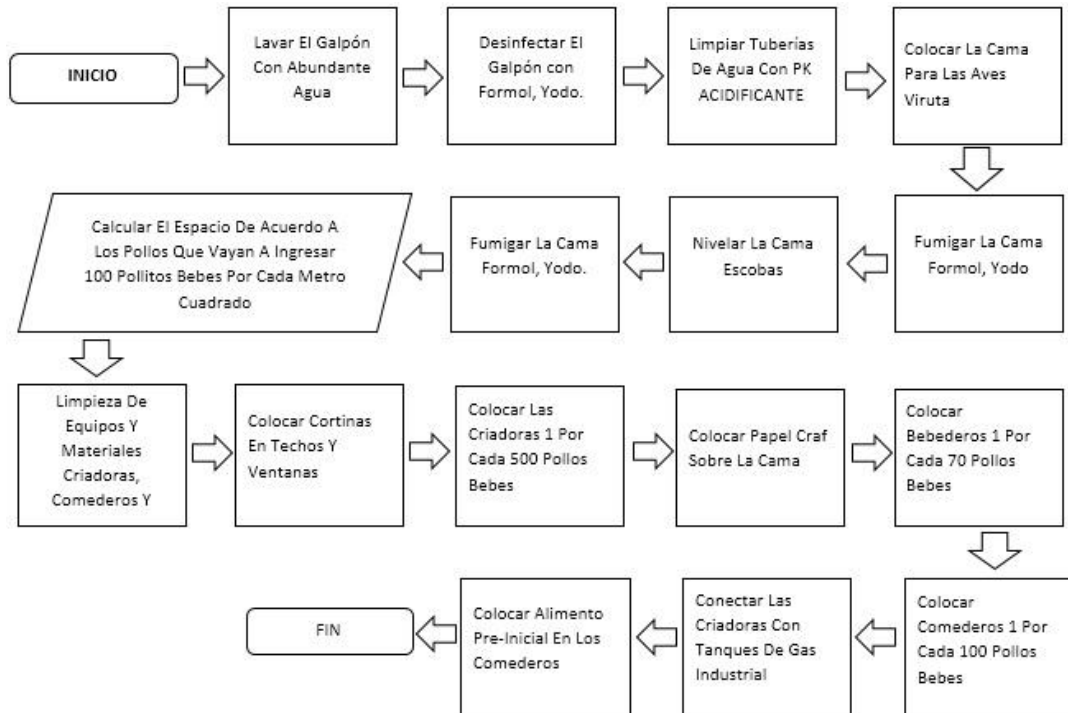 INICIO
Lavar El Galpón
Con Abundante
Agua
Desinfectar El
Galpón con
Formol, Yodo.
Limpiar Tuberías
De Agua Con PK
ACIDIFICANTE
Colocar La Cama
Para Las Aves
Viruta
Fumigar La Cama
Formol, Yodo
Nivelar La Cama
Escobas
Fumigar La Cama
Formol, Yodo.
Calcular El Espacio De Acuerdo A
Los Pollos Que Vayan A Ingresar
100 Pollitos Bebes Por Cada Metro
Cuadrado
Limpieza De
Equipos Y
Materiales
Criadoras,
Comederos Y
Colocar Cortinas
En Techos Y
Ventanas
Colocar Las
Criadoras 1 Por
Cada 500 Pollos
Bebes
Colocar Papel Craf
Sobre La Cama
Colocar
Bebederos 1 Por
Cada 70 Pollos
Bebes
Colocar
Comederos 1 Por
Cada 100 Pollos
Bebes
Conectar Las
Criadoras Con
Tanques De Gas
Industrial
Colocar Alimento
Pre-Inicial En Los
Comederos
FIN